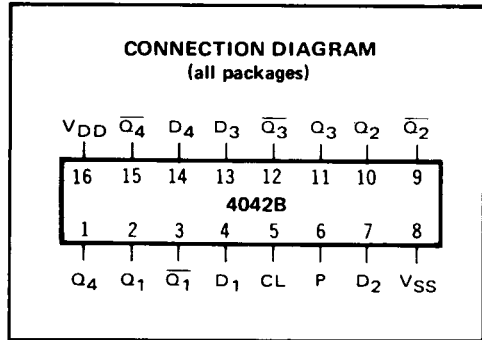 CONNECTION DIAGRAM
(all packages)
VDD Q̅4 D4 D3 Q̅3 Q3 Q2 Q̅2
16 15 14 13 12 11 10 9
4042B
1 2 3 4 5 6 7 8
Q4 Q1 Q̅1 D1 CL P D2 VSS